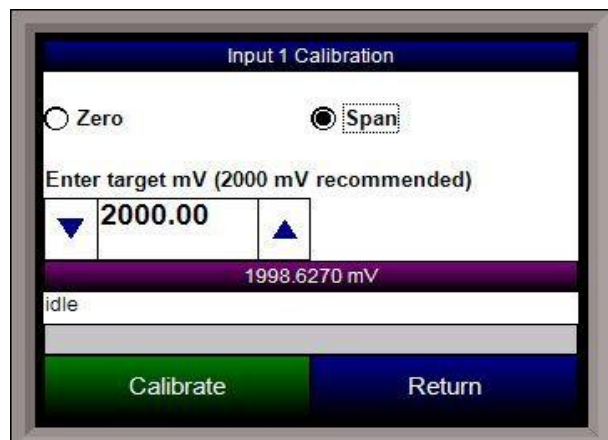 Input 1 Calibration
Zero Span
Enter target mV (2000 mV recommended)
2000.00
1998.6270 mV
idle
Calibrate Return